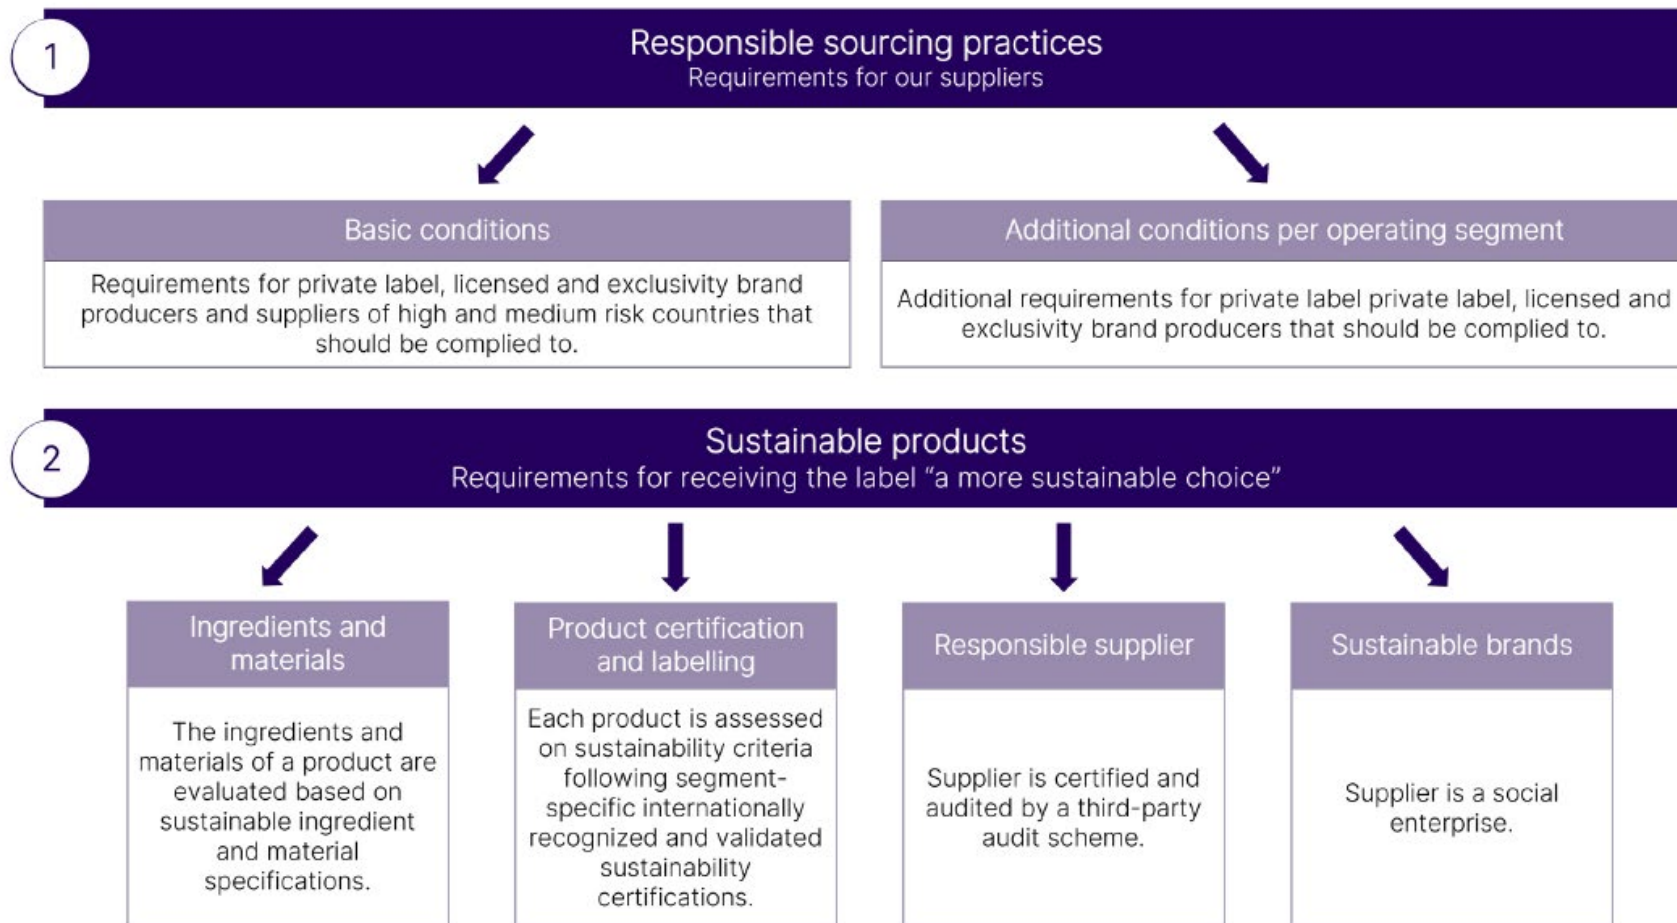 1
Responsible sourcing practices
Requirements for our suppliers
Basic conditions
Requirements for private label, licensed and exclusivity brand
producers and suppliers of high and medium risk countries that
should be complied to.
Additional conditions per operating segment
Additional requirements for private label private label, licensed and
exclusivity brand producers that should be complied to.
2
Sustainable products
Requirements for receiving the label “a more sustainable choice”
Ingredients and
materials
The ingredients and
materials of a product are
evaluated based on
sustainable ingredient
and material
specifications.
Product certification
and labelling
Each product is assessed
on sustainability criteria
following segment-
specific internationally
recognized and validated
sustainability
certifications.
Responsible supplier
Supplier is certified and
audited by a third-party
audit scheme.
Sustainable brands
Supplier is a social
enterprise.